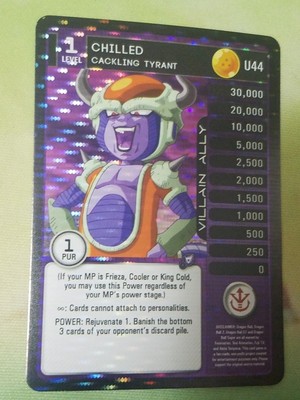 1
LEVEL
CHILLED
CACKLING TYRANT
U44
30,000
20,000
10,000
5,000
2,500
2,000
1,500
1,000
500
250
0
VILLAIN ALLY
1
PUR
(If your MP is Frieza, Cooler or King Cold,
you may use this Power regardless
of your MP's power stage.)
∞: Cards cannot attach to personalities.
POWER: Rejuvenate 1. Banish the bottom
3 cards of your opponent's discard pile.